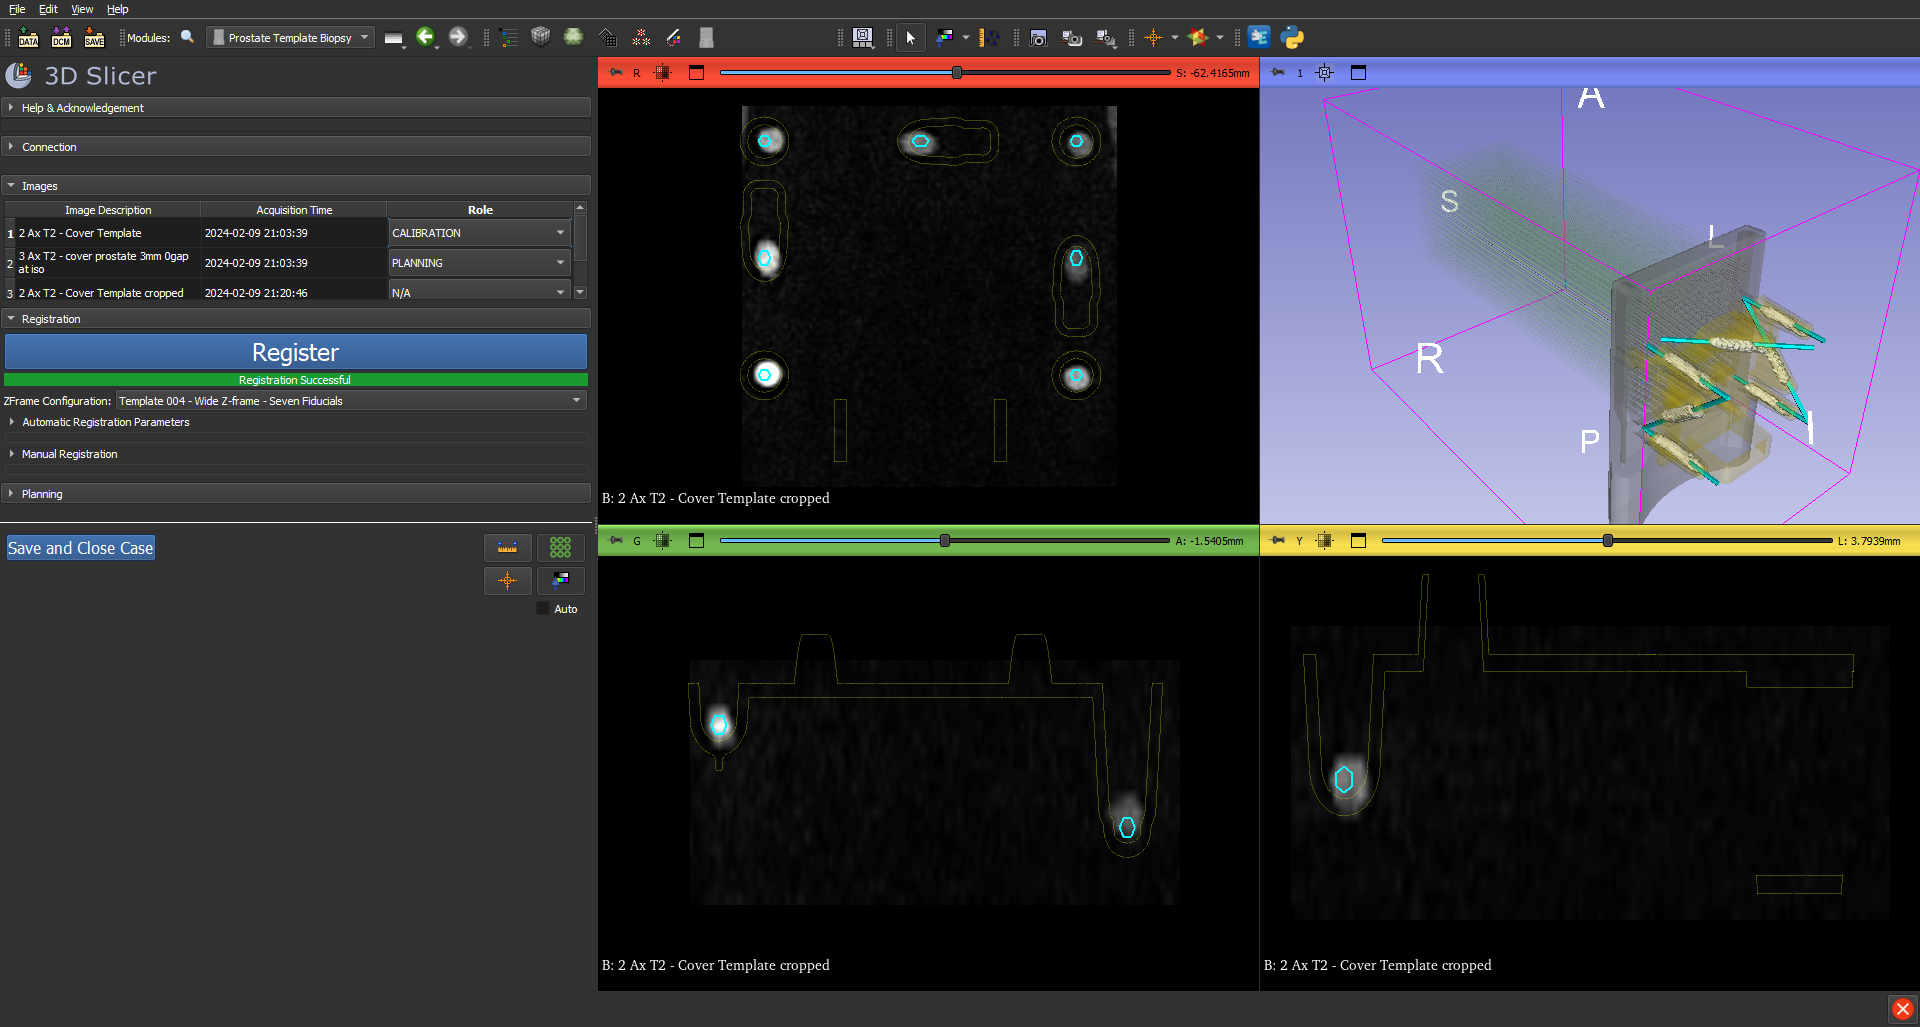 File Edit View Help
DATA DCM SAVE Modules: Prostate Template Biopsy
3D Slicer
Help & Acknowledgement
Connection
Images
Image Description Acquisition Time Role
1 2 Ax T2 - Cover Template 2024-02-09 21:03:39 CALIBRATION
2 3 Ax T2 - cover prostate 3mm 0gap at iso 2024-02-09 21:03:39 PLANNING
3 2 Ax T2 - Cover Template cropped 2024-02-09 21:20:46 N/A
Registration
Register
Registration Successful
ZFrame Configuration: Template 004 - Wide Z-frame - Seven Fiducials
Automatic Registration Parameters
Manual Registration
Planning
Save and Close Case
Auto
R S: -62.4165mm
B: 2 Ax T2 - Cover Template cropped
1
A
S
L
R
P
I
G A: -1.5405mm
B: 2 Ax T2 - Cover Template cropped
Y L: 3.7939mm
B: 2 Ax T2 - Cover Template cropped